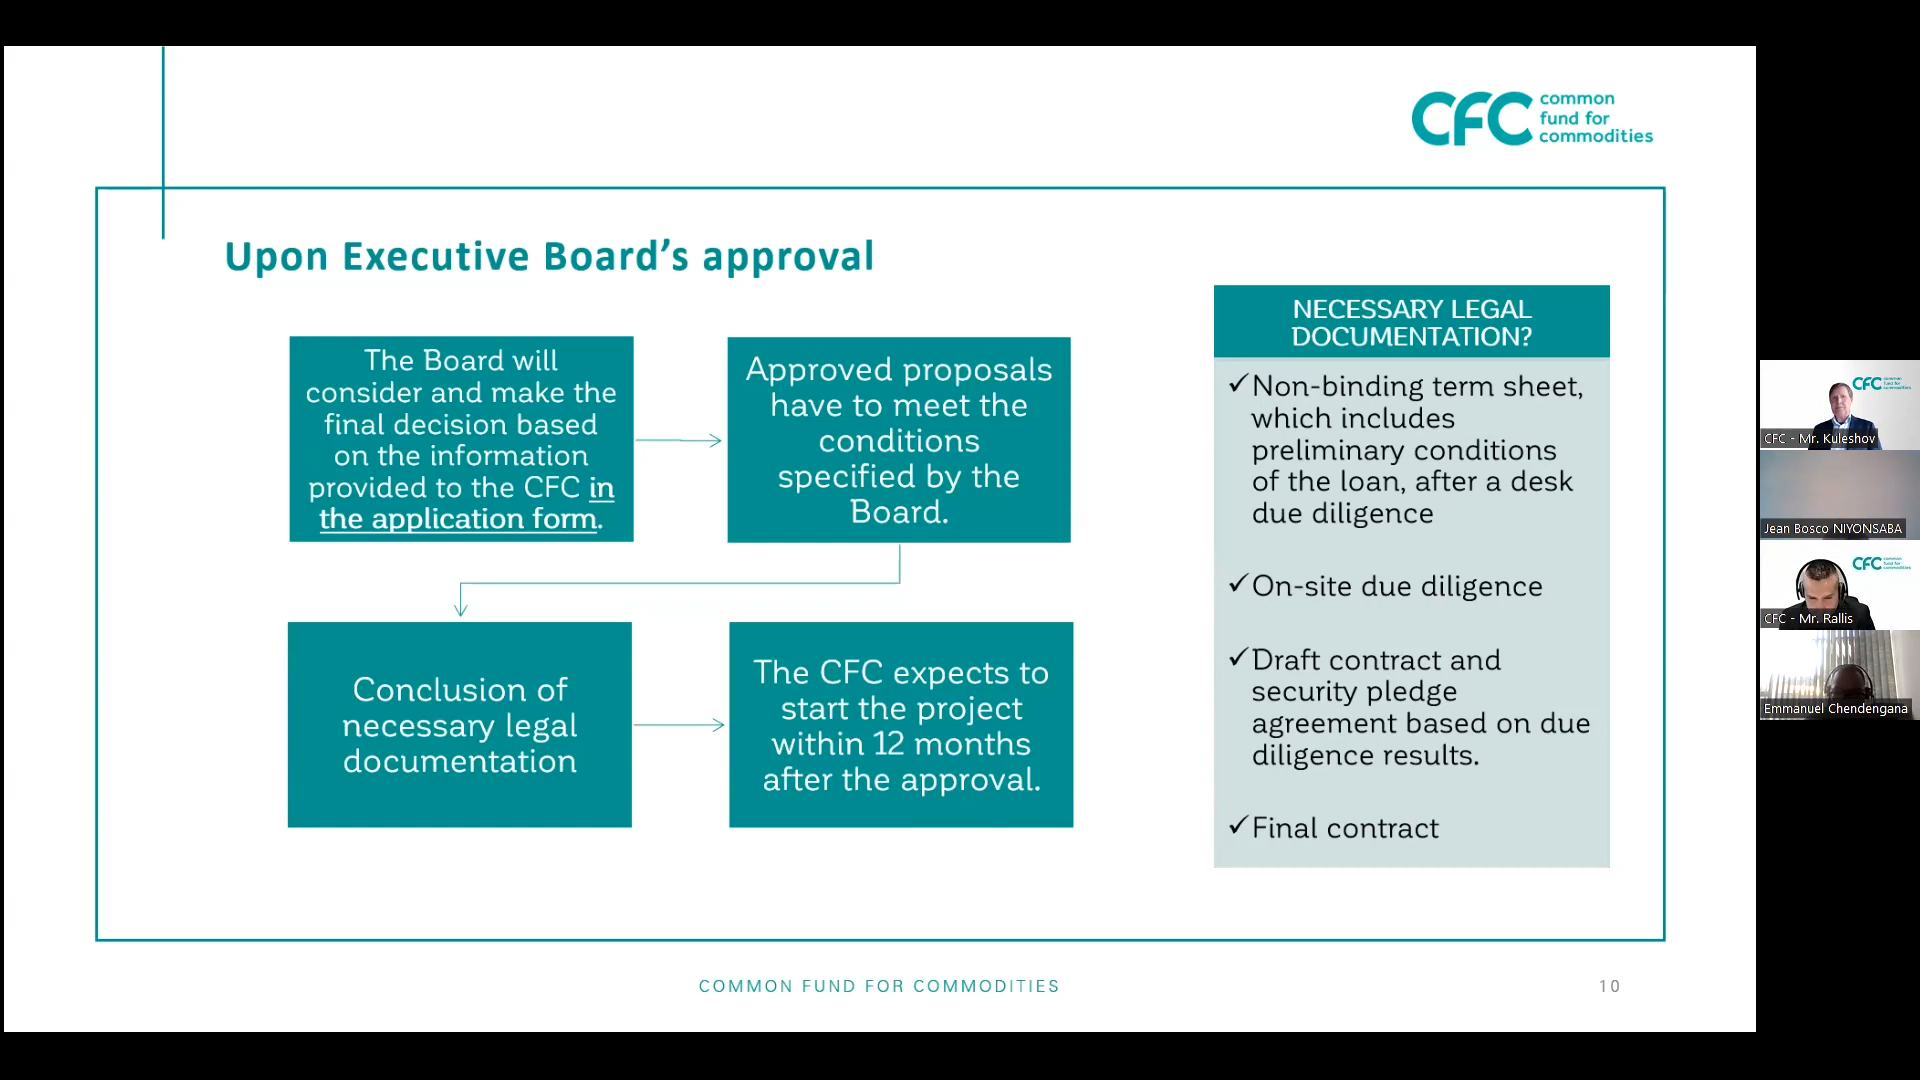 CFC common
fund for
commodities
Upon Executive Board’s approval
The Board will
consider and make the
final decision based
on the information
provided to the CFC in
the application form.
Approved proposals
have to meet the
conditions
specified by the
Board.
Conclusion of
necessary legal
documentation
The CFC expects to
start the project
within 12 months
after the approval.
NECESSARY LEGAL
DOCUMENTATION?
✓Non-binding term sheet,
which includes
preliminary conditions
of the loan, after a desk
due diligence
✓On-site due diligence
✓Draft contract and
security pledge
agreement based on due
diligence results.
✓Final contract
COMMON FUND FOR COMMODITIES
10
CFC
CFC - Mr. Kuleshov
Jean Bosco NIYONSABA
CFC
CFC - Mr. Rallis
Emmanuel Chendengana